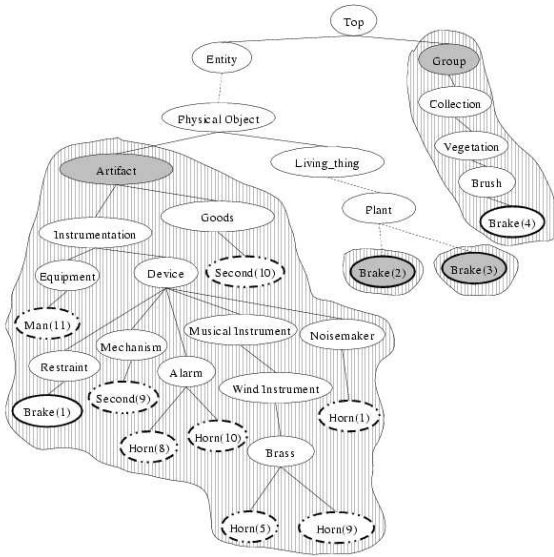 Top
Entity
Group
Physical Object
Collection
Artifact
Living_thing
Vegetation
Goods
Plant
Brush
Instrumentation
Brake(4)
Equipment
Device
Second(10)
Brake(2)
Brake(3)
Man(11)
Mechanism
Musical Instrument
Noisemaker
Restraint
Alarm
Second(9)
Wind Instrument
Brake(1)
Horn(1)
Horn(8)
Horn(10)
Brass
Horn(5)
Horn(9)